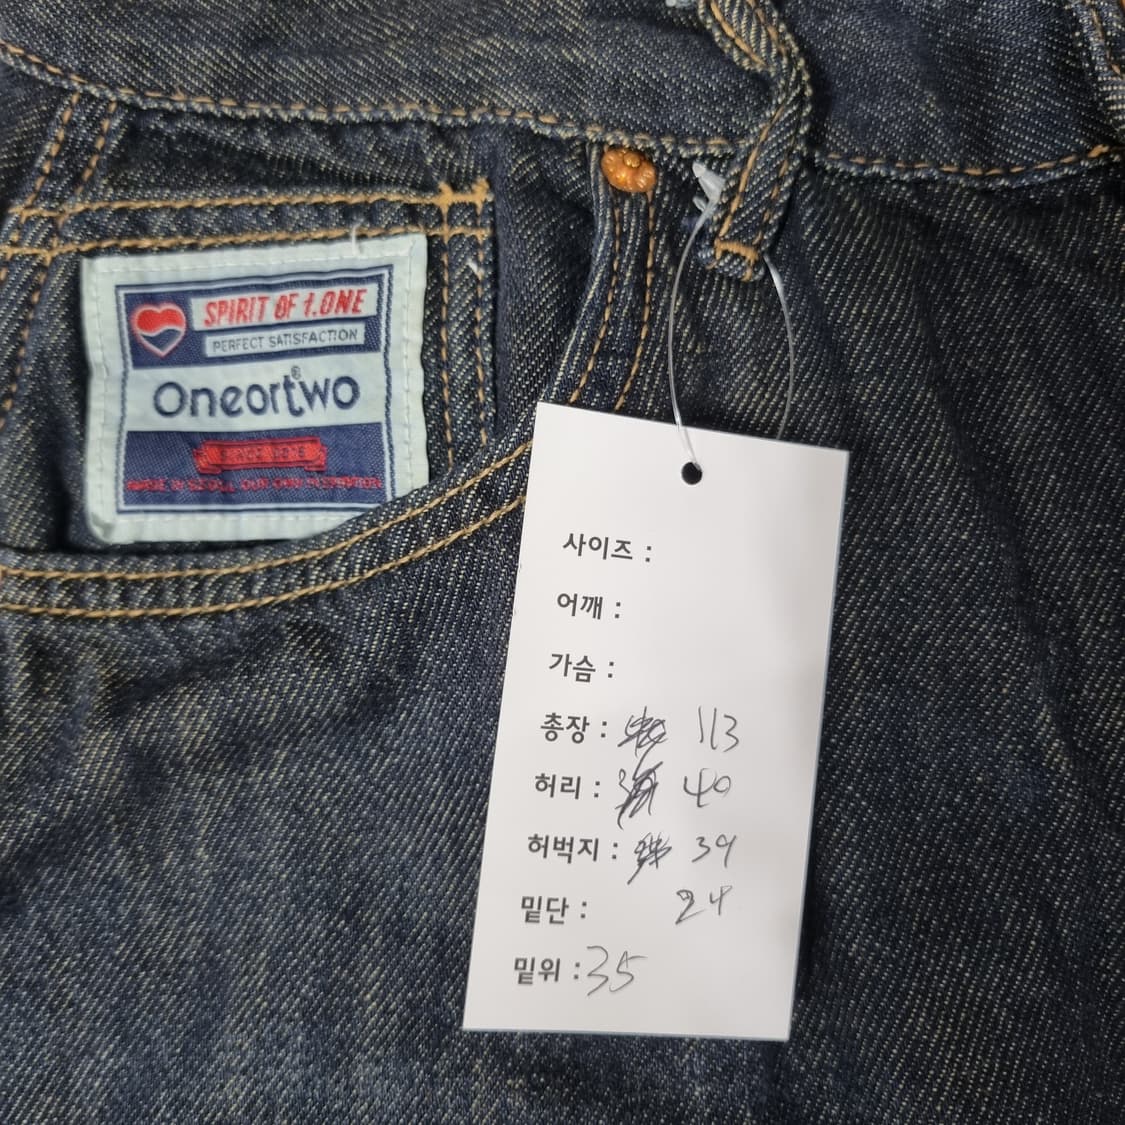 SPIRIT OF 1.ONE
PERFECT SATISFACTION
Oneortwo®
사이즈 :
어깨 :
가슴 :
총장 : 113
허리 : 40
허벅지 : 39
밑단 : 24
밑위 : 35